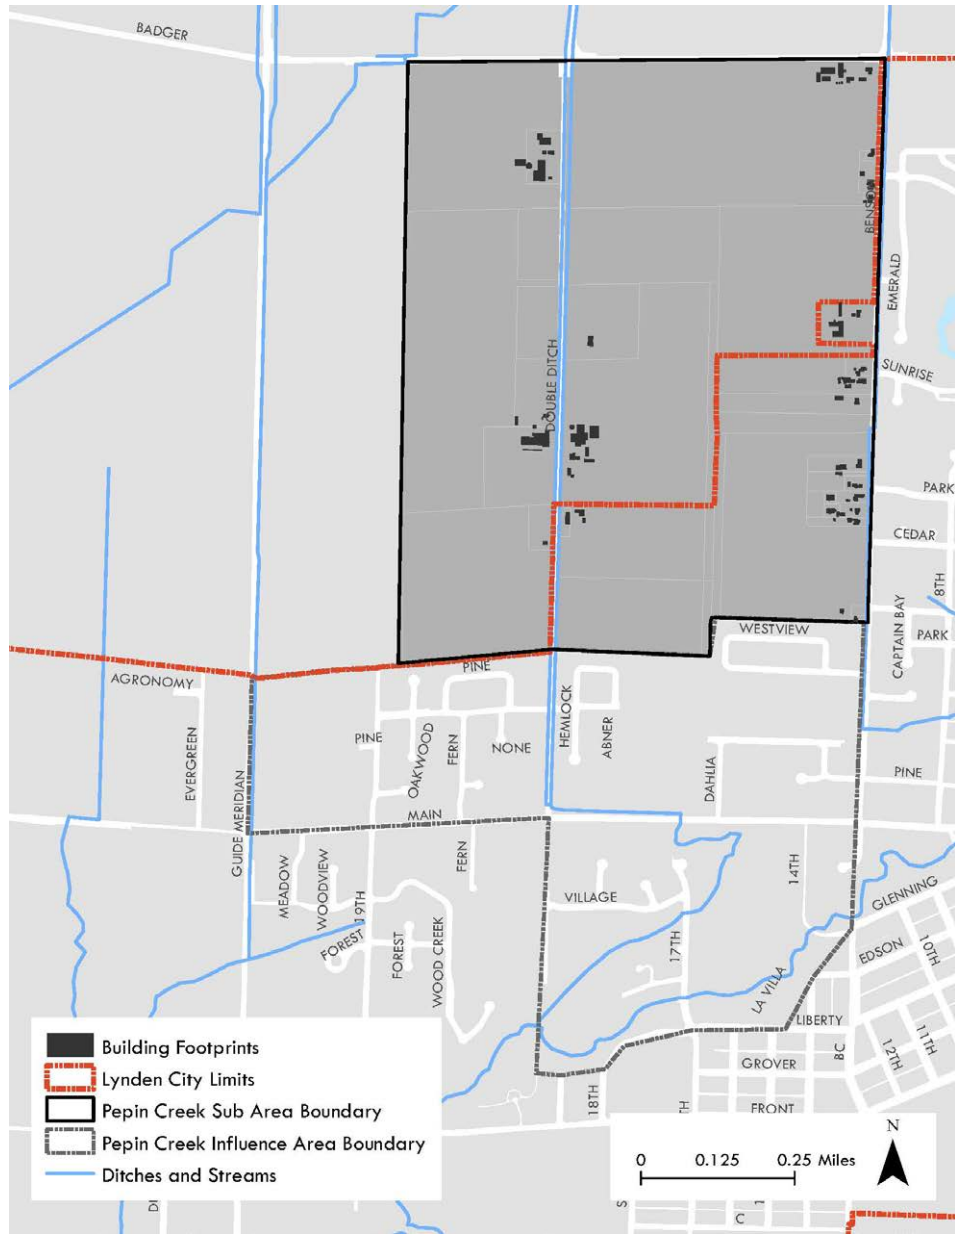 BADGER
BENSON
EMERALD
DOUBLE DITCH
SUNRISE
PARK
CEDAR
8TH
CAPTAIN BAY
WESTVIEW
PARK
PINE
AGRONOMY
HEMLOCK
ABNER
EVERGREEN
PINE
OAKWOOD
FERN
NONE
DAHLIA
PINE
GUIDE MERIDIAN
MAIN
FERN
MEADOW
WOODVIEW
19TH
VILLAGE
14TH
GLENNING
FOREST
FOREST
WOOD CREEK
17TH
EDSON
10TH
LA VILLA
LIBERTY
BC
11TH
12TH
GROVER
18TH
TH
FRONT
Building Footprints
Lynden City Limits
Pepin Creek Sub Area Boundary
Pepin Creek Influence Area Boundary
Ditches and Streams
N
0 0.125 0.25 Miles
DI
S
1
C